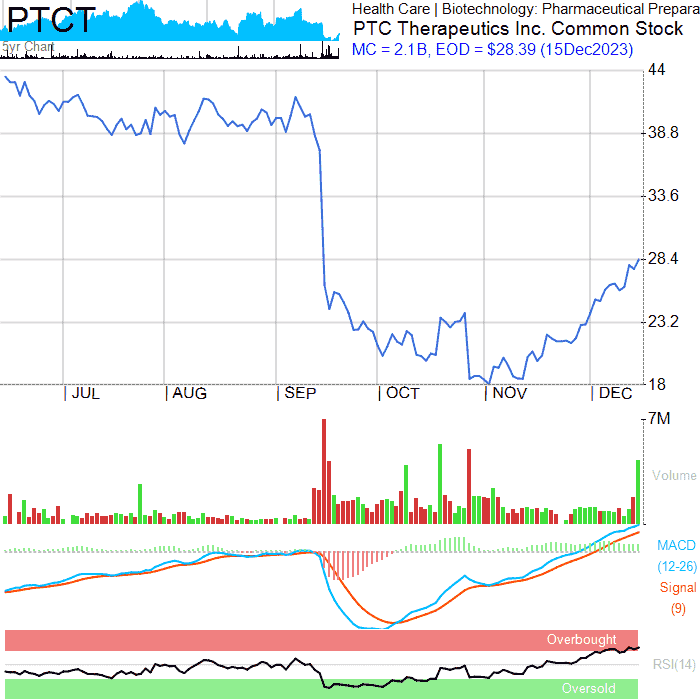 PTCT
5yr Chart
Health Care | Biotechnology: Pharmaceutical Prepara
PTC Therapeutics Inc. Common Stock
MC = 2.1B, EOD = $28.39 (15Dec2023)
44
38.8
33.6
28.4
23.2
18
| JUL | AUG | SEP | OCT | NOV | DEC
7M
Volume
MACD
(12-26)
Signal
(9)
Overbought
RSI(14)
Oversold